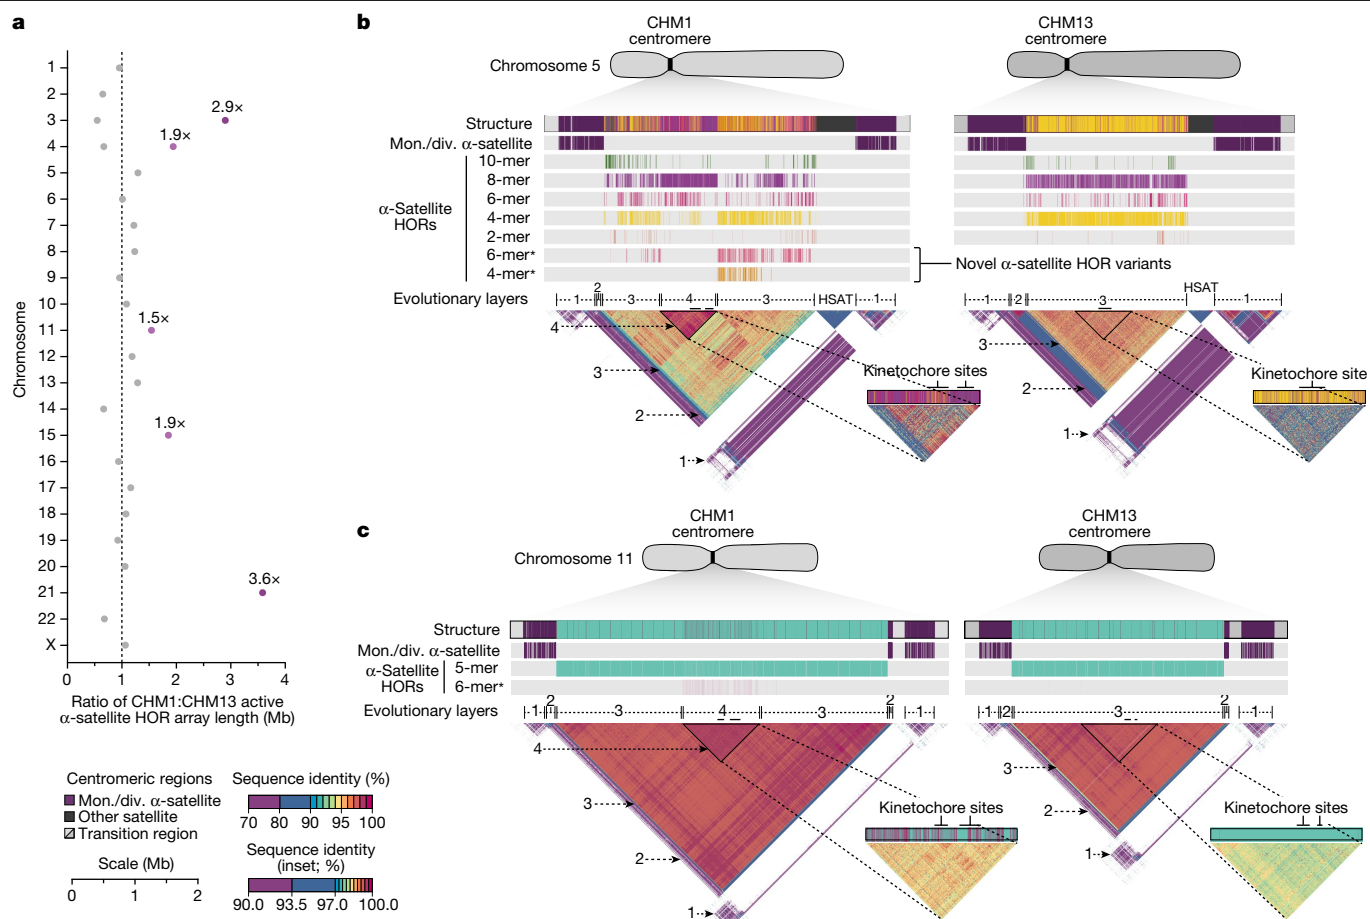 a
Chromosome
1
2
3
4
5
6
7
8
9
10
11
12
13
14
15
16
17
18
19
20
21
22
X
2.9×
1.9×
1.5×
1.9×
3.6×
0 1 2 3 4
Ratio of CHM1:CHM13 active
α-satellite HOR array length (Mb)
Centromeric regions
Mon./div. α-satellite
Other satellite
Transition region
Scale (Mb)
0 1 2
Sequence identity (%)
70 80 90 95 100
Sequence identity
(inset; %)
90.0 93.5 97.0 100.0
b
CHM1
centromere
CHM13
centromere
Chromosome 5
Structure
Mon./div. α-satellite
α-Satellite
HORs
10-mer
8-mer
6-mer
4-mer
2-mer
6-mer*
4-mer*
Novel α-satellite HOR variants
Evolutionary layers
1 2 3 4 3 HSAT 1
4
3
2
1
Kinetochore sites
1 2 3 HSAT 1
3
2
1
Kinetochore site
c
CHM1
centromere
CHM13
centromere
Chromosome 11
Structure
Mon./div. α-satellite
α-Satellite
HORs
5-mer
6-mer*
Evolutionary layers
1 2 3 4 3 2 1
4
3
2
1
Kinetochore sites
1 2 3 2 1
3
2
1
Kinetochore sites